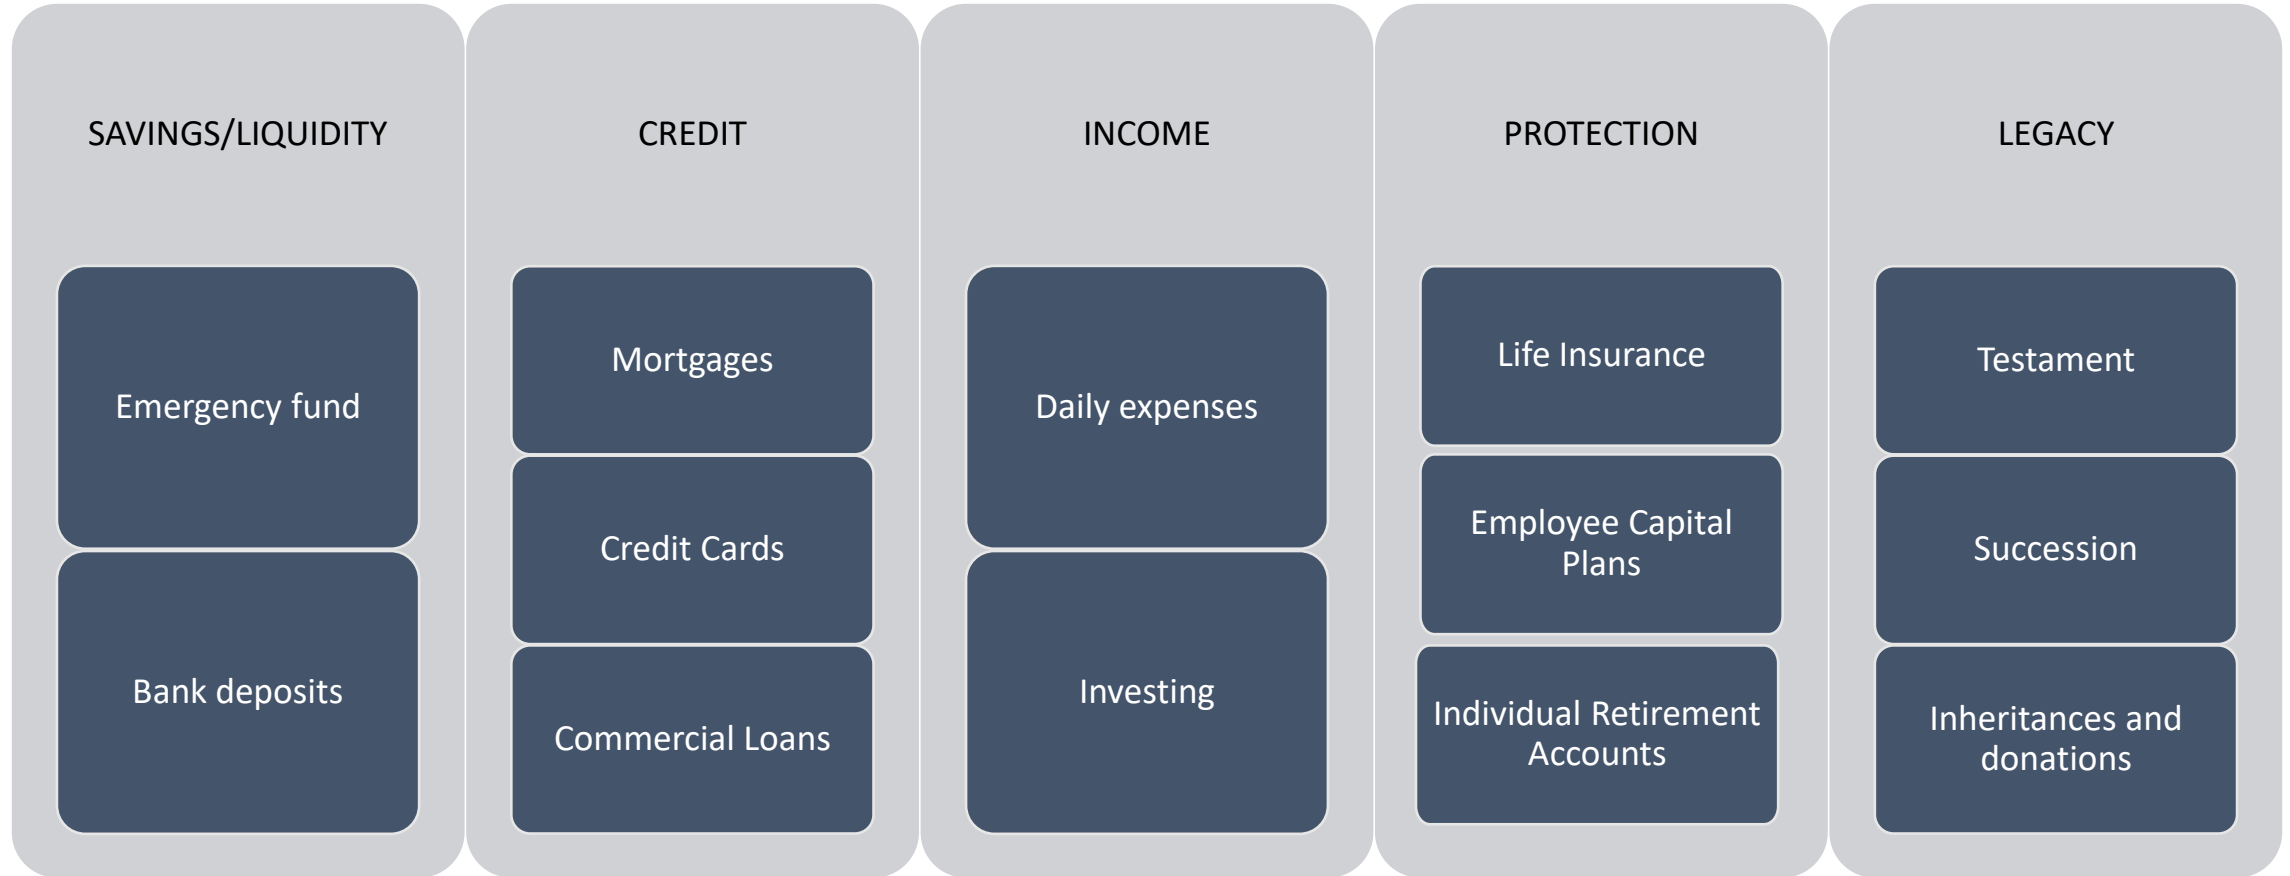 SAVINGS/LIQUIDITY
Emergency fund
Bank deposits
CREDIT
Mortgages
Credit Cards
Commercial Loans
INCOME
Daily expenses
Investing
PROTECTION
Life Insurance
Employee Capital
Plans
Individual Retirement
Accounts
LEGACY
Testament
Succession
Inheritances and
donations